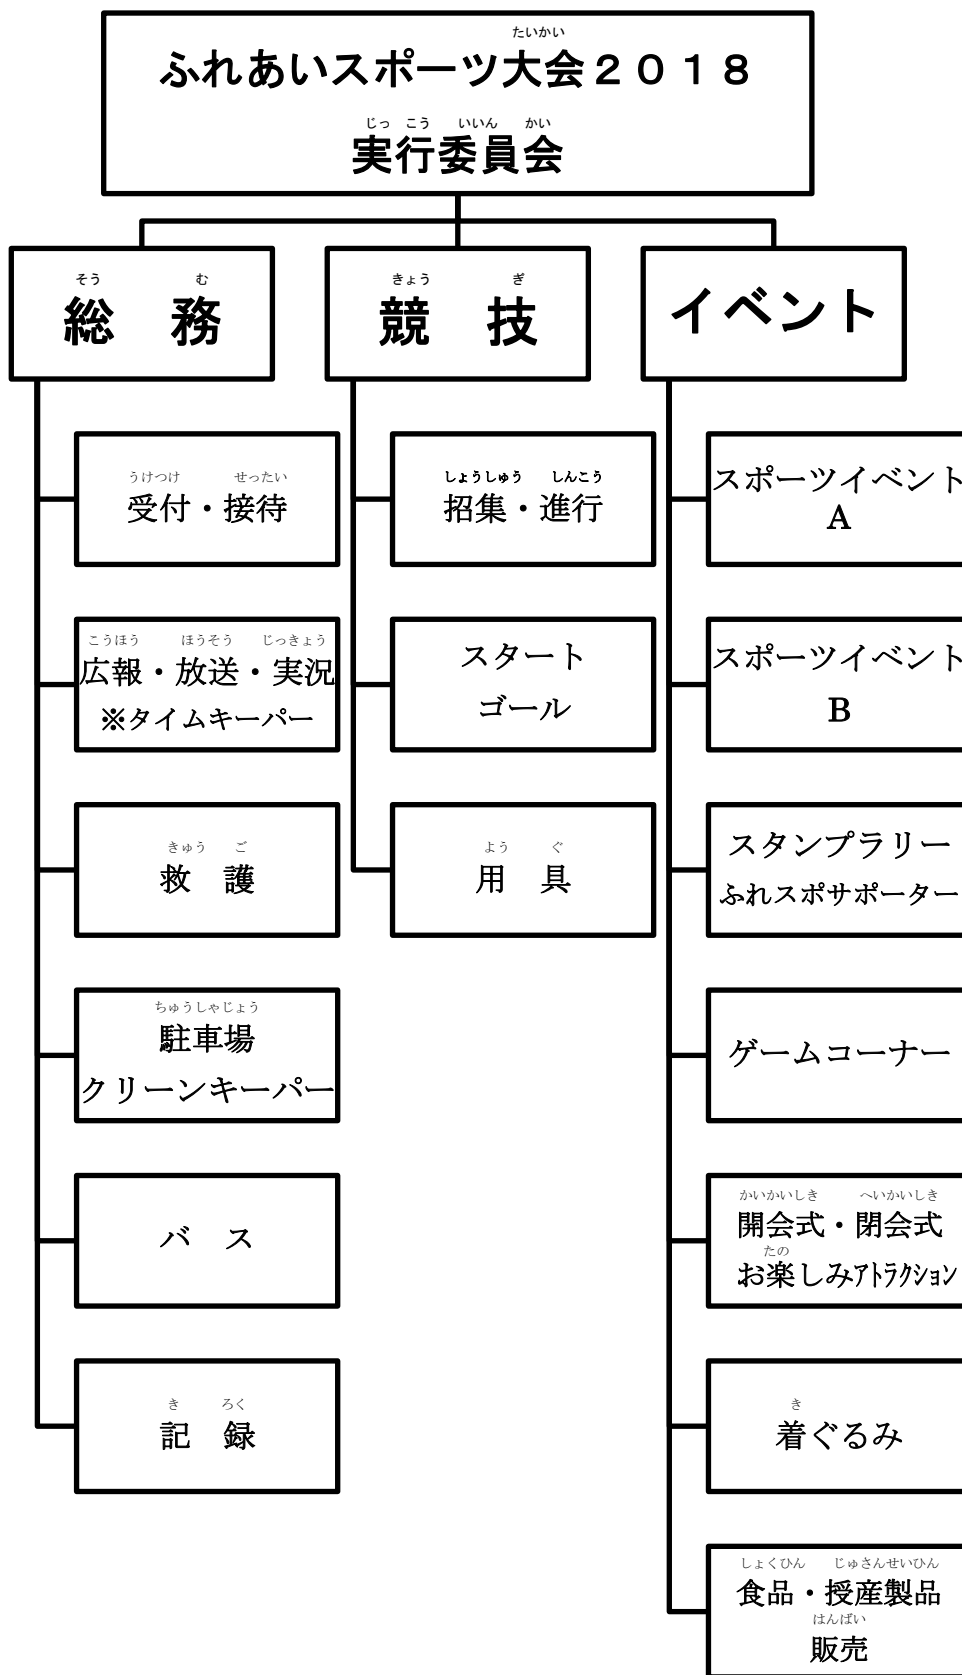 たいかい
ふれあいスポーツ大会２０１８
じっこう いいん かい
実行委員会
そう む
総 務
うけつけ せったい
受付・接待
こうほう ほうそう じっきょう
広報・放送・実況
※タイムキーパー
きゅう ご
救 護
ちゅうしゃじょう
駐車場
クリーンキーパー
バ ス
き ろく
記 録
きょう ぎ
競 技
しょうしゅう しんこう
招集・進行
スタート
ゴール
よう ぐ
用 具
イベント
スポーツイベント
A
スポーツイベント
B
スタンプラリー
ふれスポサポーター
ゲームコーナー
かいかいしき へいかいしき
開会式・閉会式
たの
お楽しみｱﾄﾗｸｼｮﾝ
き
着ぐるみ
しょくひん じゅさんせいひん
食品・授産製品
はんばい
販売